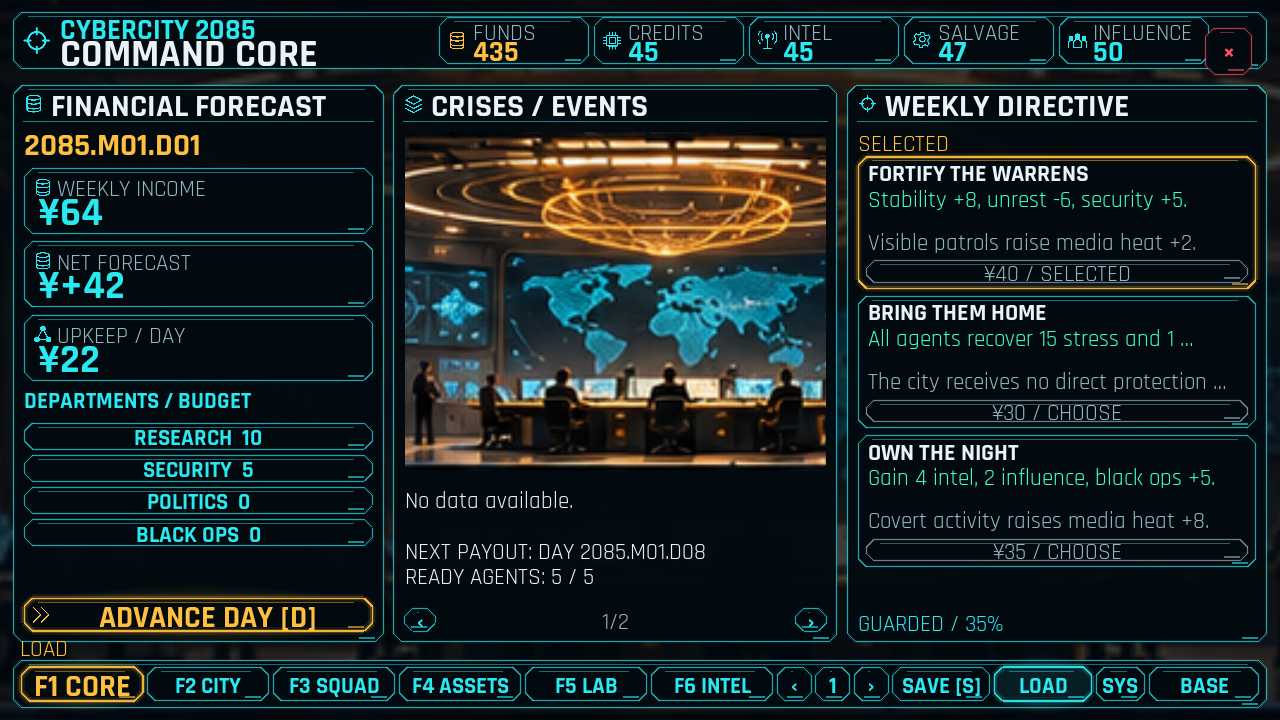 CYBERCITY 2085
COMMAND CORE
FUNDS
435
CREDITS
45
INTEL
45
SALVAGE
47
INFLUENCE
50
×
FINANCIAL FORECAST
2085.M01.D01
WEEKLY INCOME
¥64
NET FORECAST
¥+42
UPKEEP / DAY
¥22
DEPARTMENTS / BUDGET
RESEARCH 10
SECURITY 5
POLITICS 0
BLACK OPS 0
ADVANCE DAY [D]
CRISES / EVENTS
No data available.
NEXT PAYOUT: DAY 2085.M01.D08
READY AGENTS: 5 / 5
‹ 1/2 ›
WEEKLY DIRECTIVE
SELECTED
FORTIFY THE WARRENS
Stability +8, unrest -6, security +5.
Visible patrols raise media heat +2.
¥40 / SELECTED
BRING THEM HOME
All agents recover 15 stress and 1 ...
The city receives no direct protection ...
¥30 / CHOOSE
OWN THE NIGHT
Gain 4 intel, 2 influence, black ops +5.
Covert activity raises media heat +8.
¥35 / CHOOSE
GUARDED / 35%
LOAD
F1 CORE F2 CITY F3 SQUAD F4 ASSETS F5 LAB F6 INTEL ‹ 1 › SAVE [S] LOAD SYS BASE